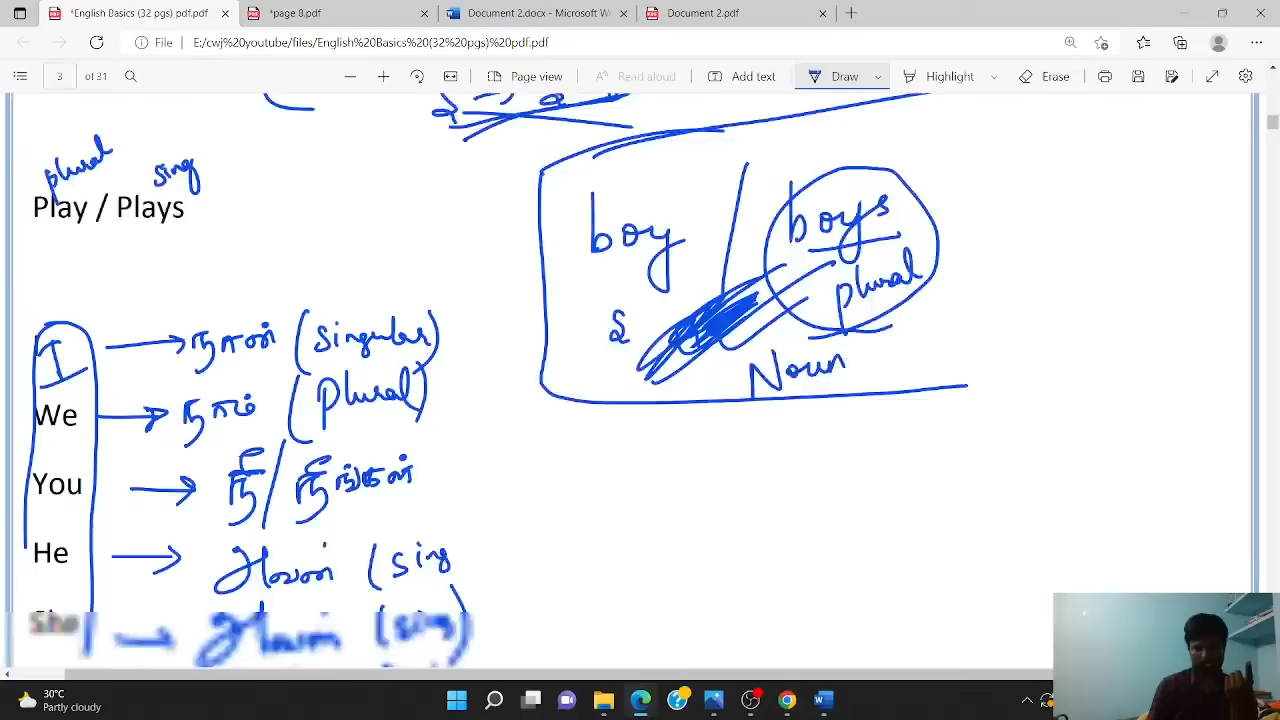 *English Basics (32 pgs) pdf.pdf
*page 8.pdf
Document 2.docx - Microsoft Wo
Document 2.pdf
File
E:/cwj%20youtube/files/English%20Basics%20(32%20pgs)%20pdf.pdf
3 of 31
Page view
Read aloud
Add text
Draw
Highlight
Erase
plural sing
Play / Plays
boy / boys
plural
Noun
I நான் (singular)
We நாம் (plural)
You நீ / நீங்கள்
He அவன் (sing
She (sing)
30°C
Partly cloudy